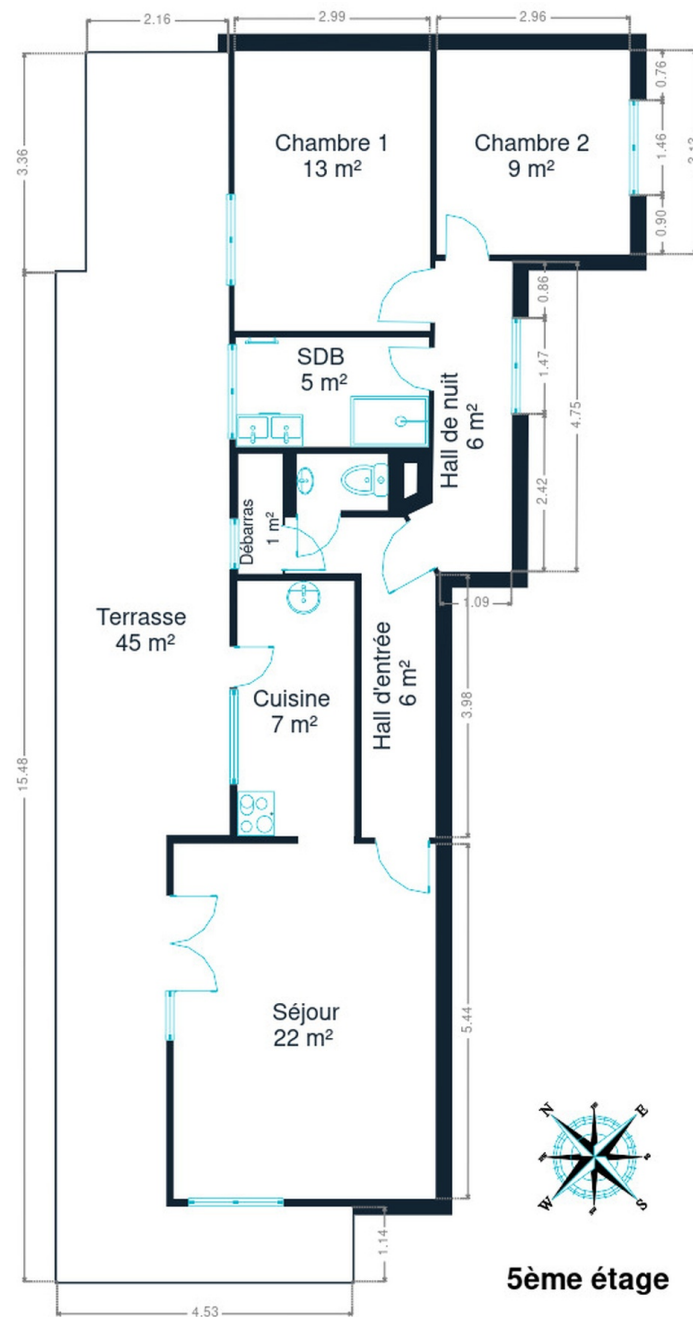 2.16
2.99
2.96
3.36
0.76
1.46
0.90
Chambre 1
13 m²
Chambre 2
9 m²
SDB
5 m²
Hall de nuit
6 m²
0.86
1.47
2.42
4.75
Débarras
1 m²
1.09
Terrasse
45 m²
Cuisine
7 m²
Hall d'entrée
6 m²
3.98
15.48
Séjour
22 m²
5.44
N
E
W
S
1.14
4.53
5ème étage